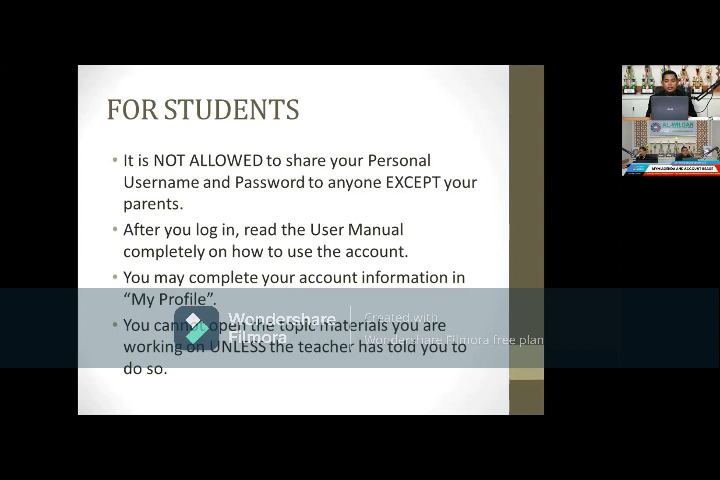 FOR STUDENTS
• It is NOT ALLOWED to share your Personal
Username and Password to anyone EXCEPT your
parents.
• After you log in, read the User Manual
completely on how to use the account.
• You may complete your account information in
“My Profile”.
• You cannot open the topic materials you are
working on UNLESS the teacher has told you to
do so.
Wondershare
Filmora
Created with
Wondershare Filmora free plan
AL-WILDAN